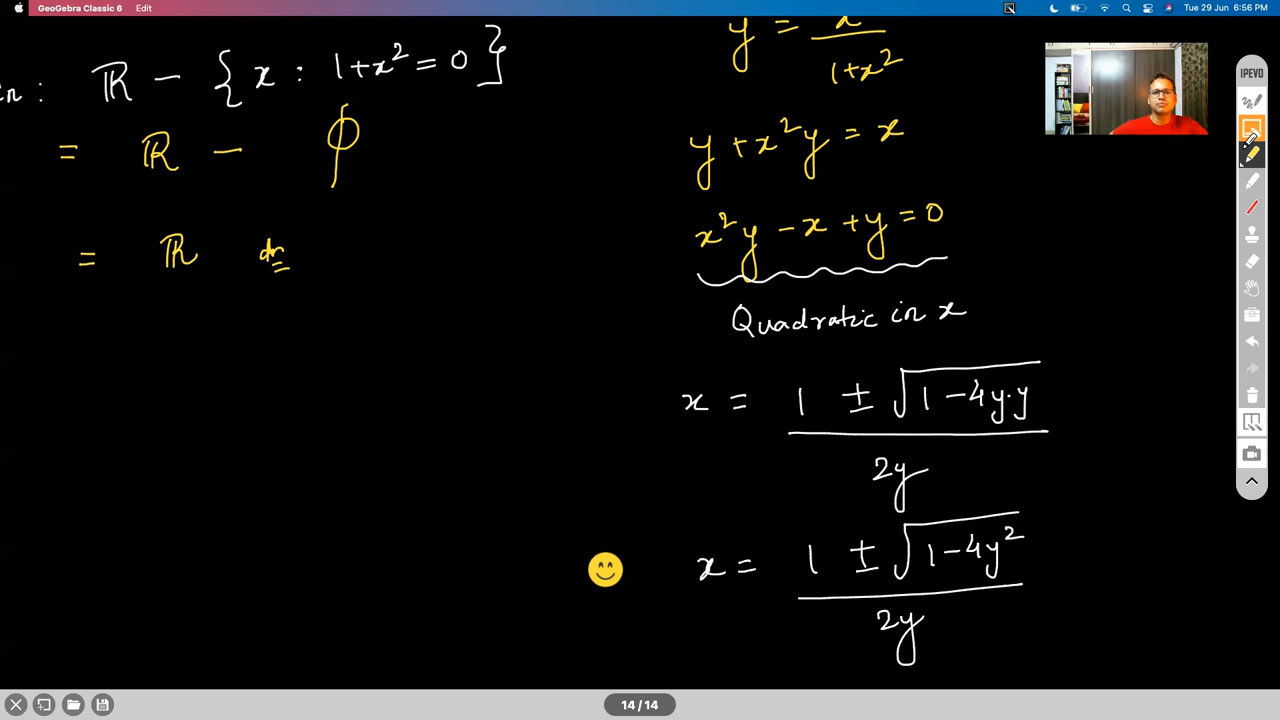 GeoGebra Classic 6 Edit Tue 29 Jun 6:56 PM
: ℝ − { x : 1+x² = 0 }
= ℝ − ϕ
= ℝ
y = x / 1+x²
y + x²y = x
x²y − x + y = 0
Quadratic in x
x = 1 ± √(1−4y·y) / 2y
x = 1 ± √(1−4y²) / 2y
IPEVO
14 / 14